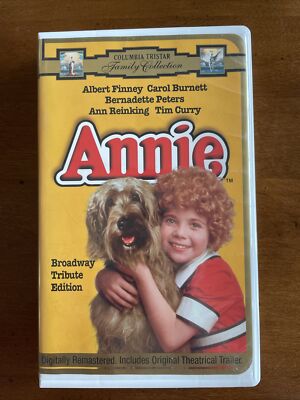 COLUMBIA TRISTAR
Family Collection
Albert Finney Carol Burnett
Bernadette Peters
Ann Reinking Tim Curry
Annie
TM
Broadway
Tribute
Edition
Digitally Remastered. Includes Original Theatrical Trailer.